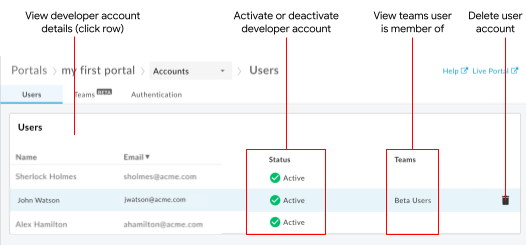 View developer account
details (click row)
Activate or deactivate
developer account
View teams user
is member of
Delete user
account
Portals > my first portal > Accounts > Users
Help Live Portal
Users Teams BETA Authentication
Users
Name Email Status Teams
Sherlock Holmes sholmes@acme.com Active
John Watson jwatson@acme.com Active Beta Users
Alex Hamilton ahamilton@acme.com Active